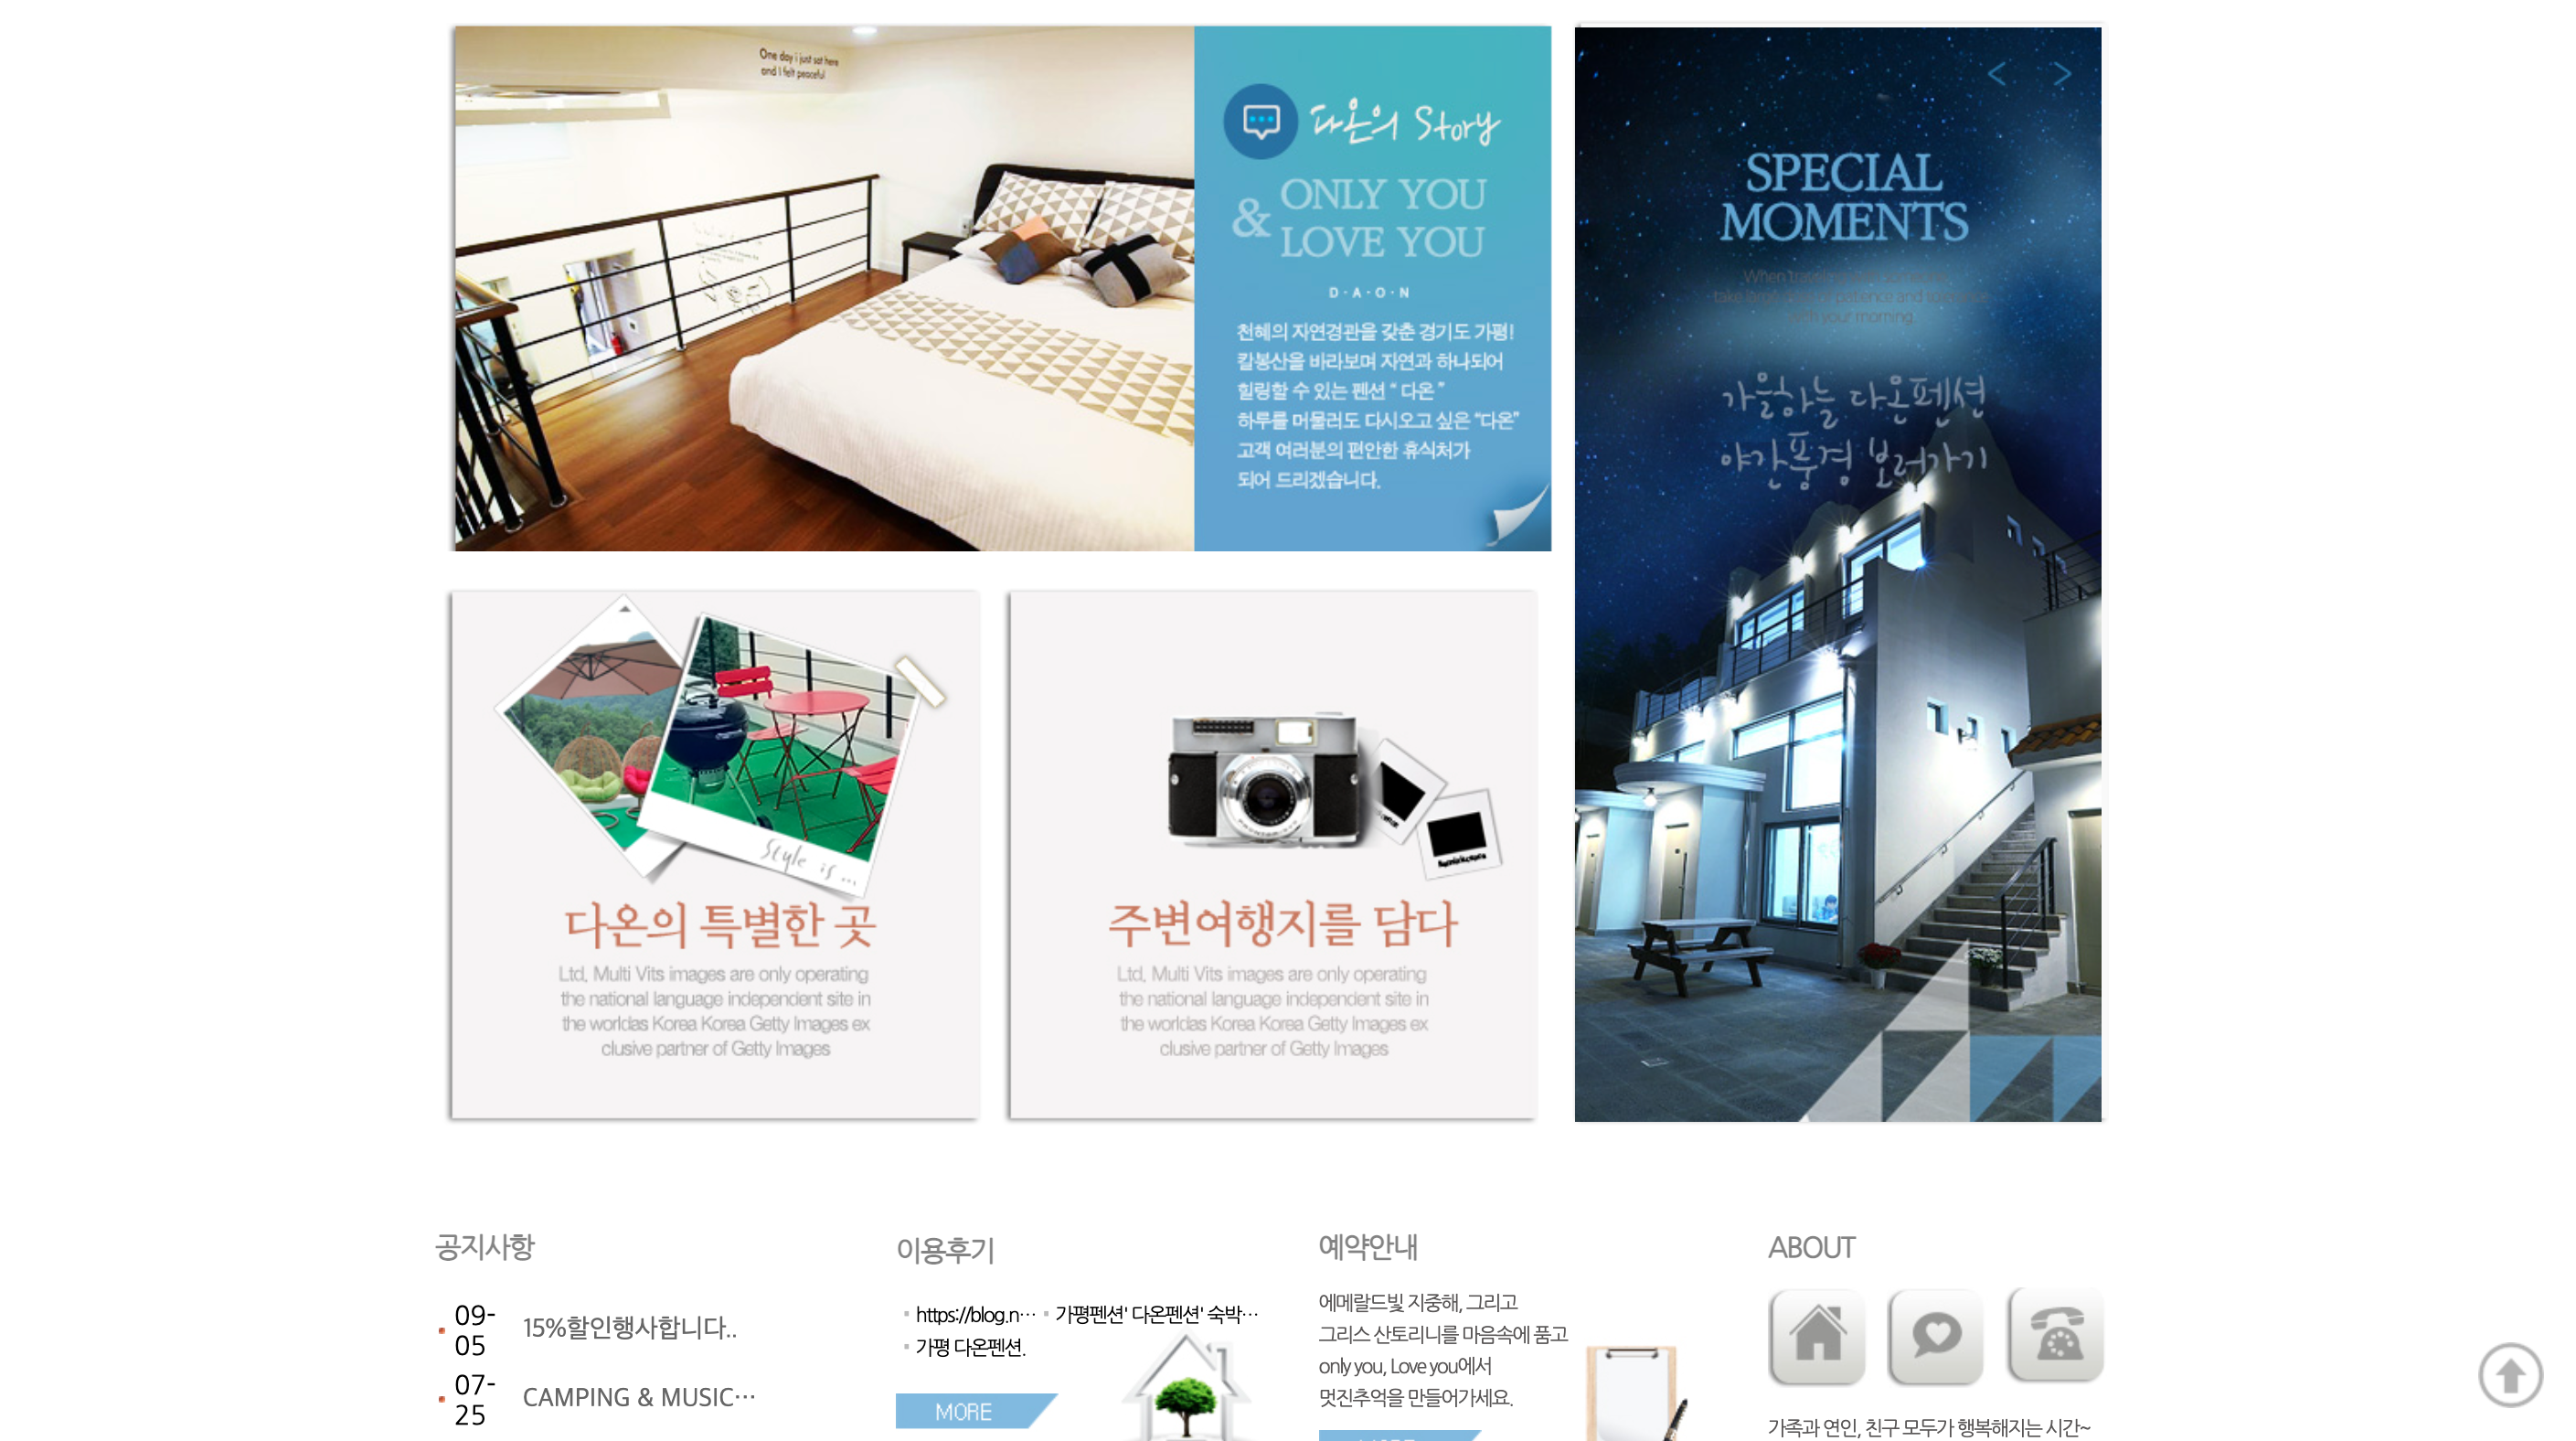 One day i just sat here
and I felt peaceful
다온의 Story
& ONLY YOU
LOVE YOU
D·A·O·N
천혜의 자연경관을 갖춘 경기도 가평!
칼봉산을 바라보며 자연과 하나되어
힐링할 수 있는 펜션 “ 다온 ”
하루를 머물러도 다시오고 싶은 “다온”
고객 여러분의 편안한 휴식처가
되어 드리겠습니다.
< >
SPECIAL
MOMENTS
When
take patience and
your morning
가을하늘 다온펜션
야간풍경 보러가기
Style is ...
다온의 특별한 곳
Ltd, Multi Vits images are only operating
the national language independent site in
the worldas Korea Korea Getty Images ex
clusive partner of Getty Images
주변여행지를 담다
Ltd, Multi Vits images are only operating
the national language independent site in
the worldas Korea Korea Getty Images ex
clusive partner of Getty Images
공지사항
09-05 15%할인행사합니다..
07-25 CAMPING & MUSIC…
이용후기
https://blog.n… 가평펜션' 다온펜션' 숙박…
가평 다온펜션.
MORE
예약안내
에메랄드빛 지중해, 그리고
그리스 산토리니를 마음속에 품고
only you, Love you에서
멋진추억을 만들어가세요.
ABOUT
가족과 연인, 친구 모두가 행복해지는 시간~